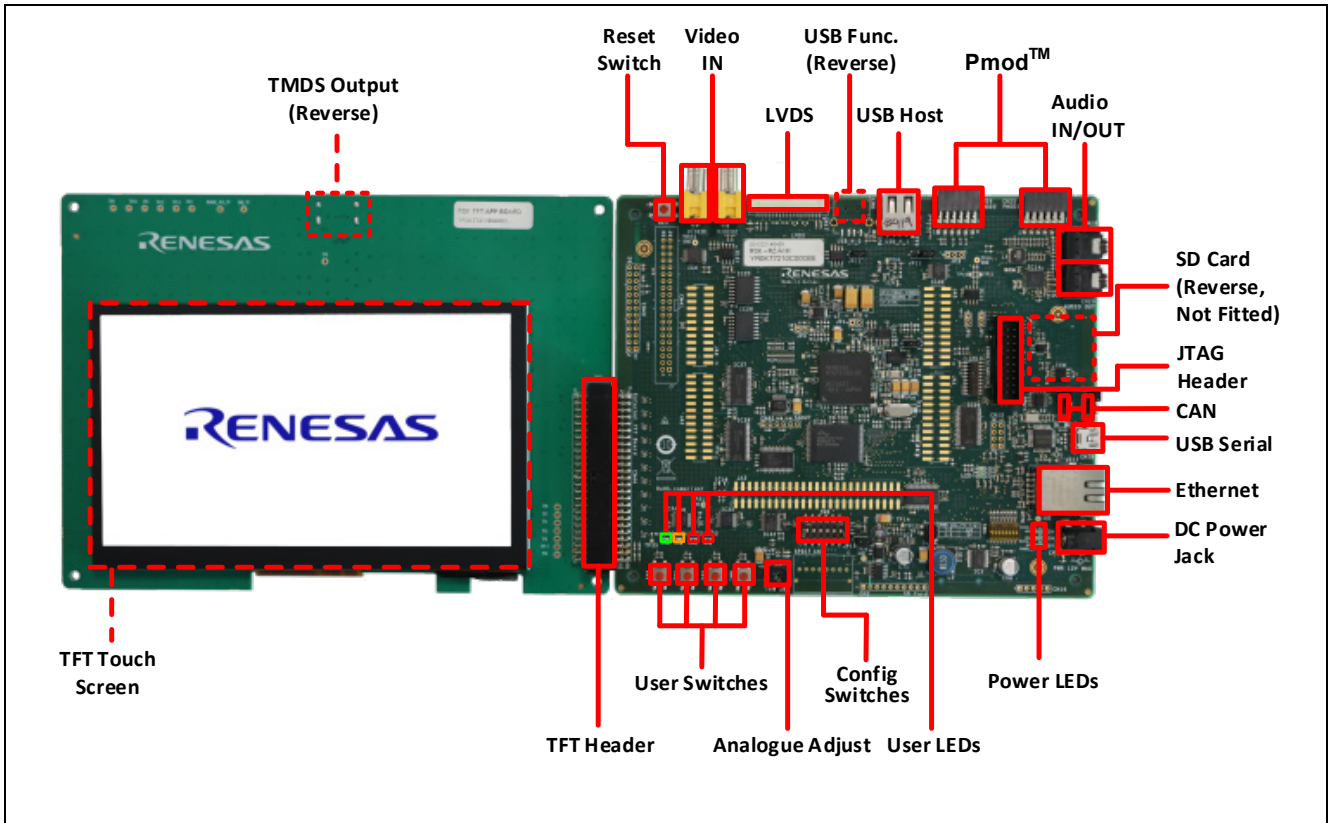 Reset
Switch
Video
IN
USB Func.
(Reverse)
Pmod™
TMDS Output
(Reverse)
LVDS
USB Host
Audio
IN/OUT
RENESAS
RENESAS
SD Card
(Reverse,
Not Fitted)
JTAG
Header
CAN
USB Serial
RENESAS
Ethernet
DC Power
Jack
TFT Touch
Screen
User Switches
Config
Switches
Power LEDs
TFT Header
Analogue Adjust
User LEDs